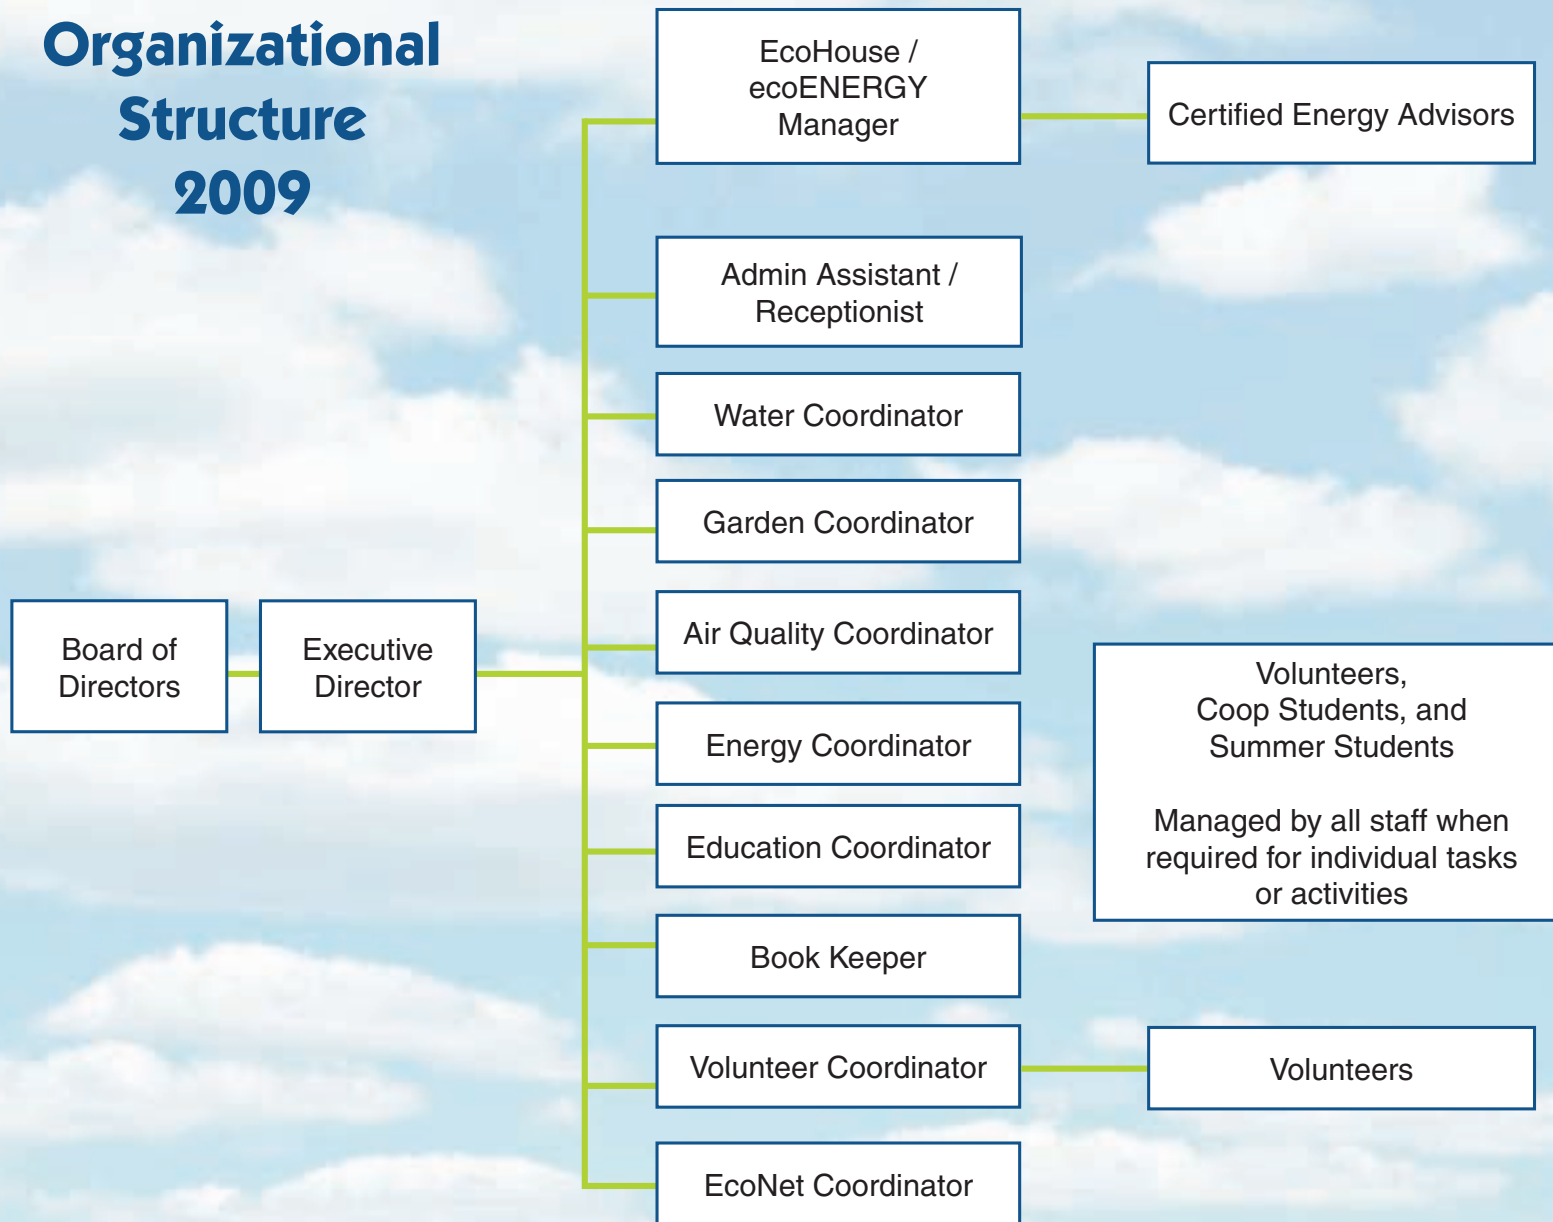 Organizational
Structure
2009
EcoHouse /
ecoENERGY
Manager
Certified Energy Advisors
Admin Assistant /
Receptionist
Water Coordinator
Garden Coordinator
Air Quality Coordinator
Board of
Directors
Executive
Director
Volunteers,
Coop Students, and
Summer Students
Managed by all staff when
required for individual tasks
or activities
Energy Coordinator
Education Coordinator
Book Keeper
Volunteer Coordinator
Volunteers
EcoNet Coordinator